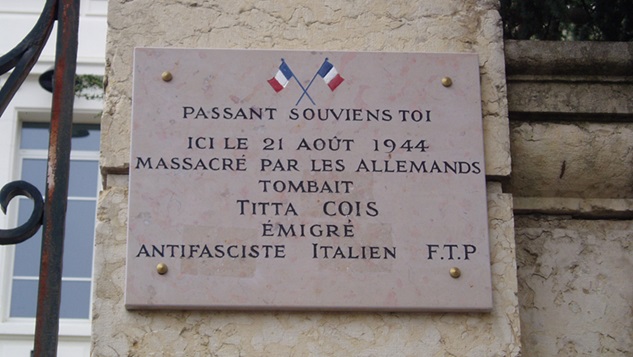 PASSANT SOUVIENS TOI
ICI LE 21 AOÛT 1944
MASSACRÉ PAR LES ALLEMANDS
TOMBAIT
TITTA COIS
ÉMIGRÉ
ANTIFASCISTE ITALIEN F.T.P